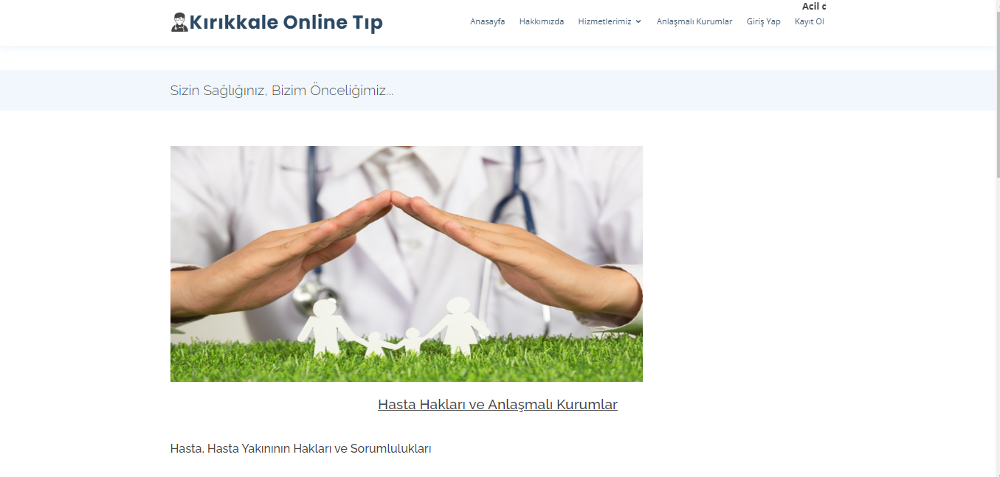 Acil d
Kırıkkale Online Tıp
Anasayfa Hakkımızda Hizmetlerimiz Anlaşmalı Kurumlar Giriş Yap Kayıt Ol
Sizin Sağlığınız, Bizim Önceliğimiz...
Hasta Hakları ve Anlaşmalı Kurumlar
Hasta, Hasta Yakınının Hakları ve Sorumlulukları